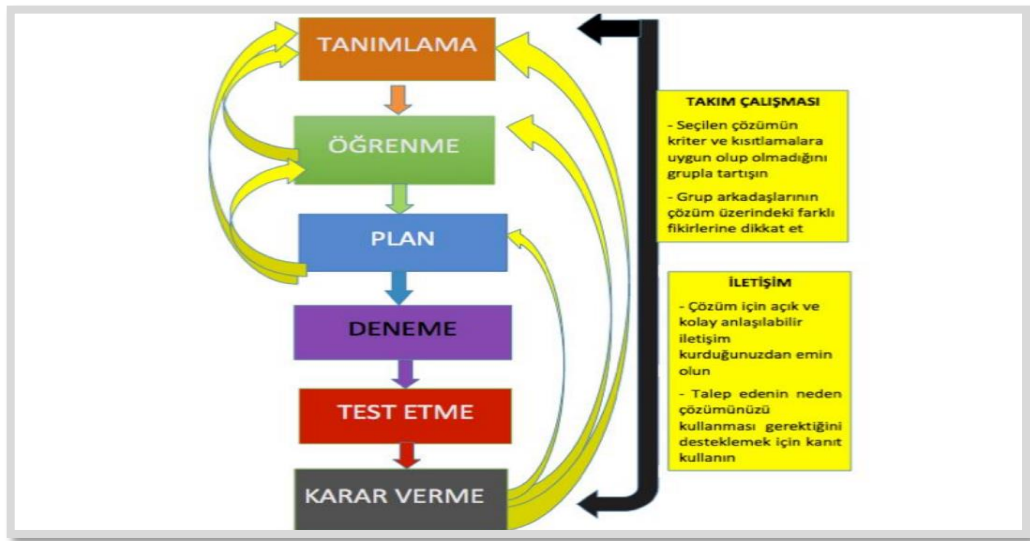 TANIMLAMA
ÖĞRENME
PLAN
DENEME
TEST ETME
KARAR VERME
TAKIM ÇALIŞMASI
- Seçilen çözümün
kriter ve kısıtlamalara
uygun olup olmadığını
grupla tartışın
- Grup arkadaşlarının
çözüm üzerindeki farklı
fikirlerine dikkat et
İLETİŞİM
- Çözüm için açık ve
kolay anlaşılabilir
iletişim
kurduğunuzdan emin
olun
- Talep edenin neden
çözümünüzü
kullanması gerektiğini
desteklemek için kanıt
kullanın